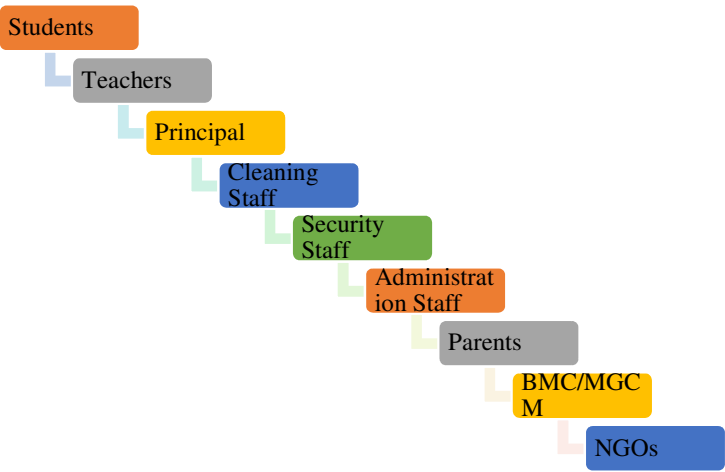 Students
Teachers
Principal
Cleaning
Staff
Security
Staff
Administrat
ion Staff
Parents
BMC/MGC
M
NGOs